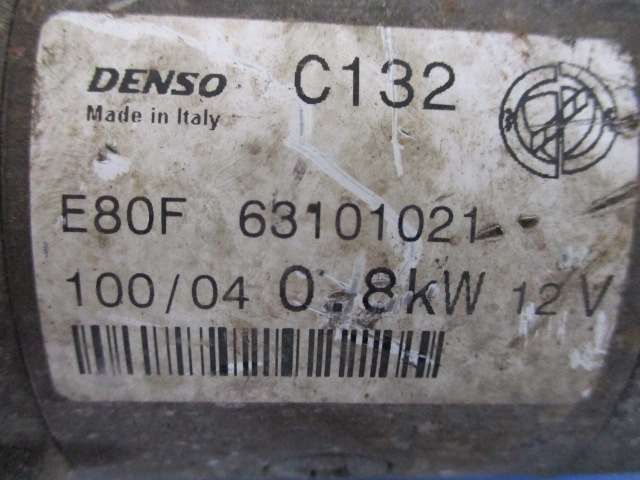 DENSO C132
Made in Italy
E80F 63101021
100/04 0.8kW 12V